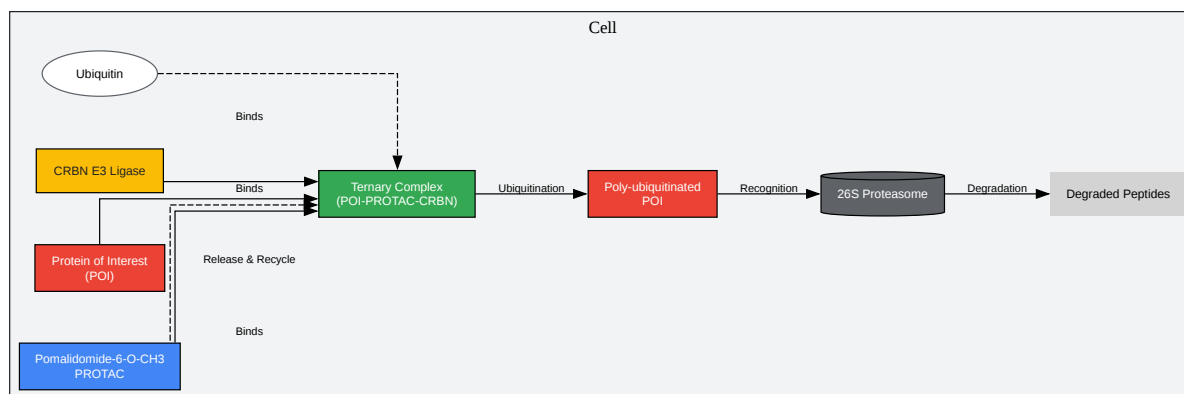 Cell
Ubiquitin
Binds
CRBN E3 Ligase
Binds
Ternary Complex
(POI-PROTAC-CRBN)
Ubiquitination
Poly-ubiquitinated
POI
Recognition
26S Proteasome
Degradation
Degraded Peptides
Protein of Interest
(POI)
Release & Recycle
Binds
Pomalidomide-6-O-CH3
PROTAC